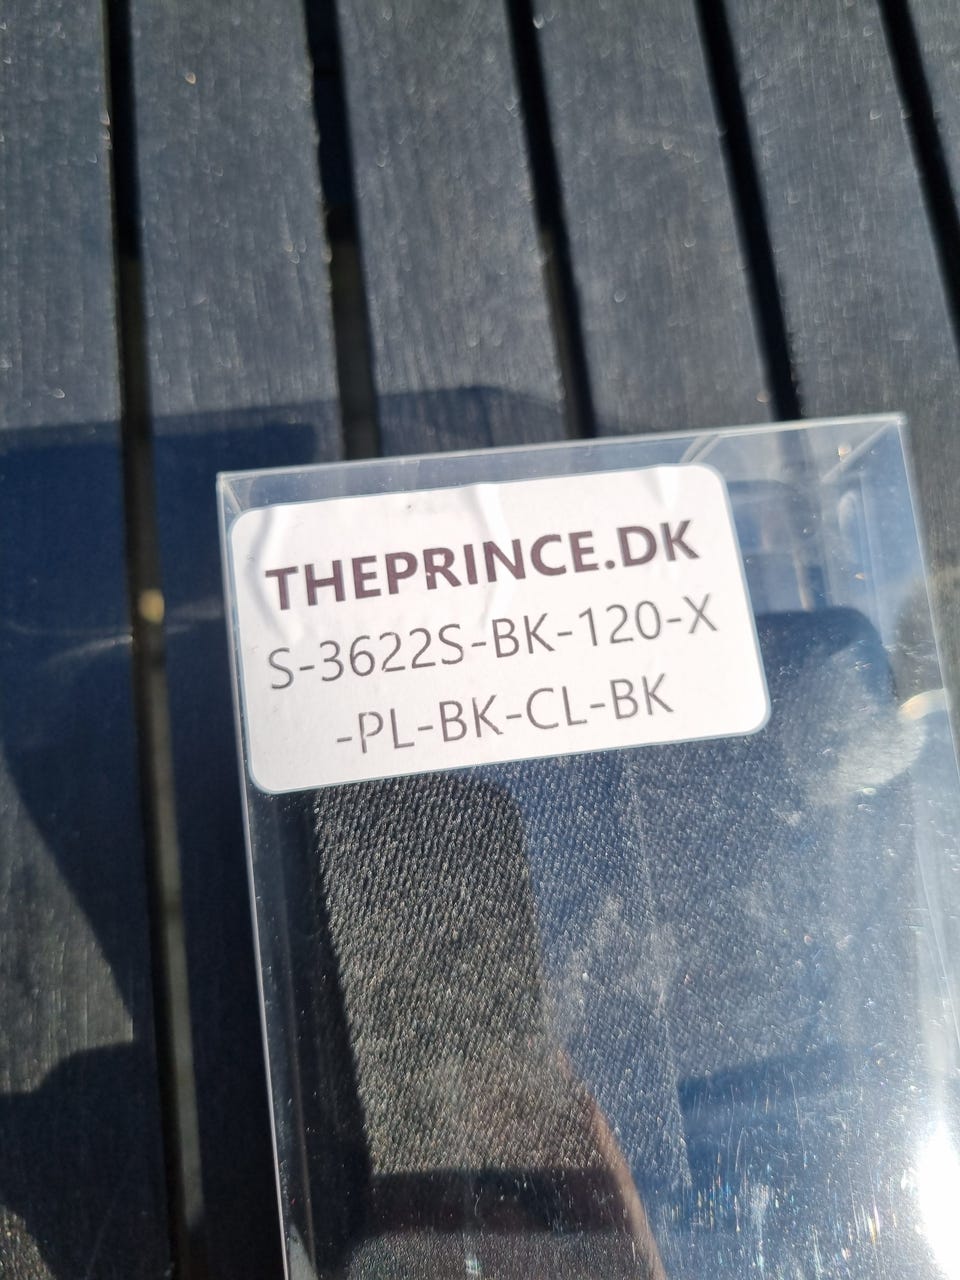 THEPRINCE.DK
S-3622S-BK-120-X
-PL-BK-CL-BK